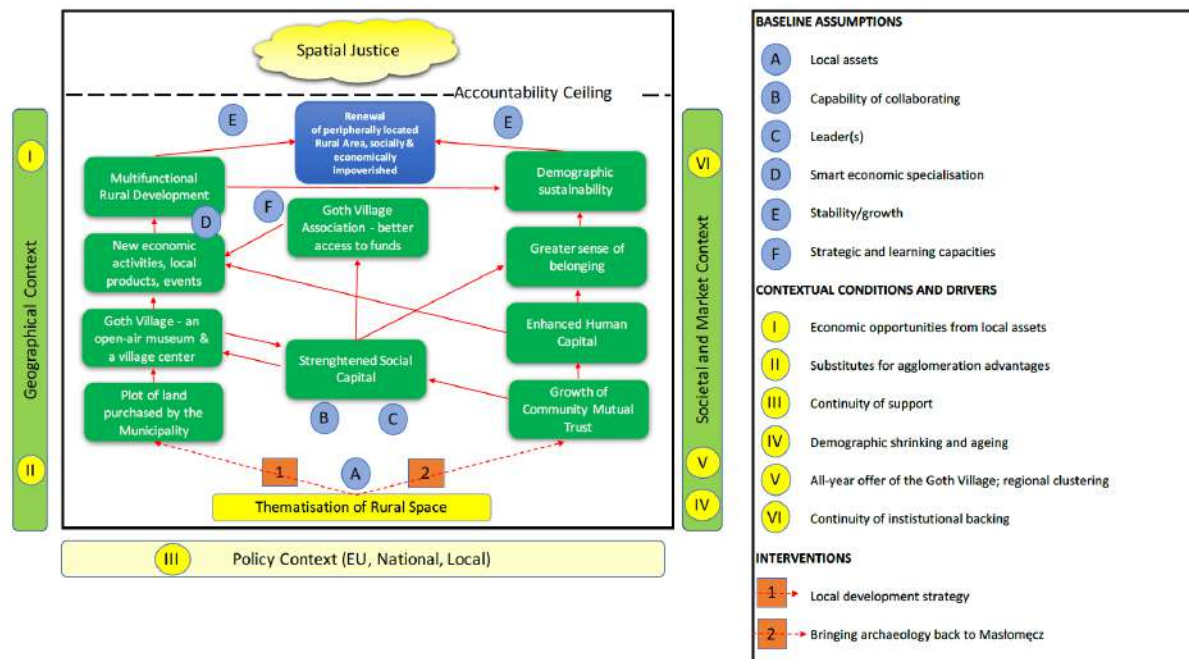 Spatial Justice
Accountability Ceiling
E
Renewal
of peripherally located
Rural Area, socially &
economically
impoverished
E
I
Multifunctional
Rural Development
D
F
Goth Village
Association - better
access to funds
Demographic
sustainability
VI
New economic
activities, local
products, events
Greater sense of
belonging
Geographical Context
Goth Village - an
open-air museum &
a village center
Strenghtened Social
Capital
Enhanced Human
Capital
Societal and Market Context
Plot of land
purchased by the
Municipality
B
C
Growth of
Community Mutual
Trust
II
1
A
2
V
Thematisation of Rural Space
IV
III
Policy Context (EU, National, Local)
BASELINE ASSUMPTIONS
A Local assets
B Capability of collaborating
C Leader(s)
D Smart economic specialisation
E Stability/growth
F Strategic and learning capacities
CONTEXTUAL CONDITIONS AND DRIVERS
I Economic opportunities from local assets
II Substitutes for agglomeration advantages
III Continuity of support
IV Demographic shrinking and ageing
V All-year offer of the Goth Village; regional clustering
VI Continuity of instistutional backing
INTERVENTIONS
1 Local development strategy
2 Bringing archaeology back to Masłomęcz